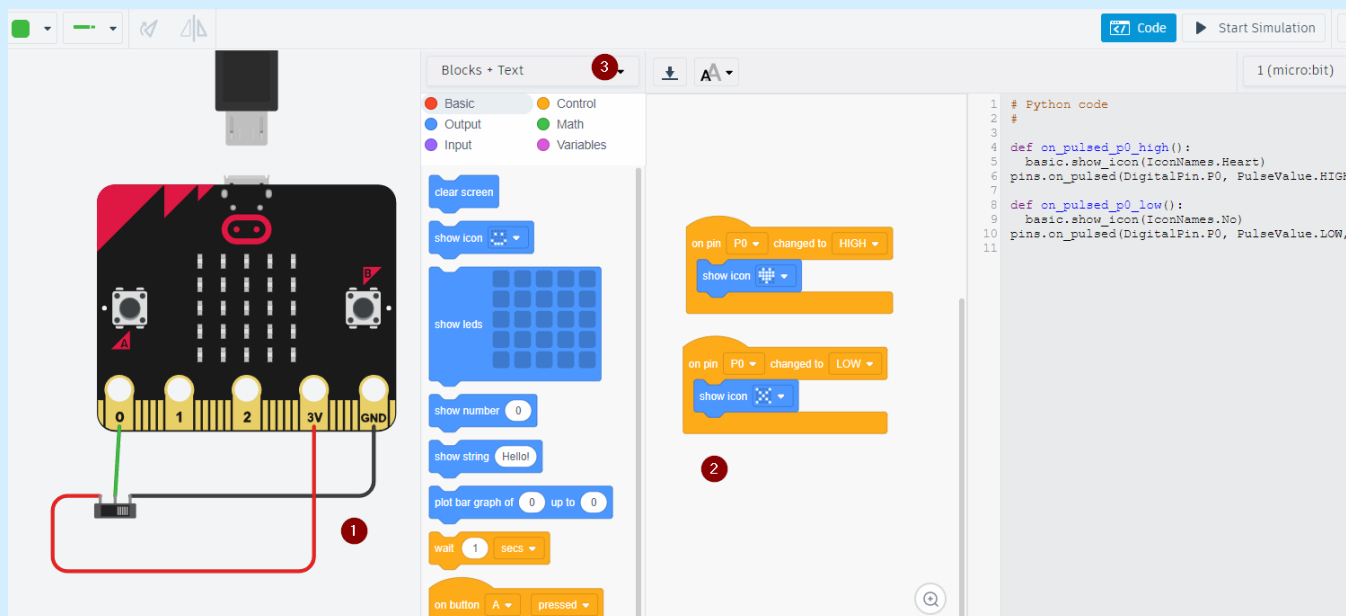 Code
Start Simulation
Blocks + Text
3
A A
1 (micro:bit)
Basic
Control
Output
Math
Input
Variables
clear screen
show icon
show leds
show number 0
show string Hello!
plot bar graph of 0 up to 0
wait 1 secs
on button A pressed
on pin P0 changed to HIGH
show icon
on pin P0 changed to LOW
show icon
2
1 # Python code
2 #
3
4 def on_pulsed_p0_high():
5 basic.show_icon(IconNames.Heart)
6 pins.on_pulsed(DigitalPin.P0, PulseValue.HIGH
7
8 def on_pulsed_p0_low():
9 basic.show_icon(IconNames.No)
10 pins.on_pulsed(DigitalPin.P0, PulseValue.LOW,
11
B
A
0 1 2 3V GND
1